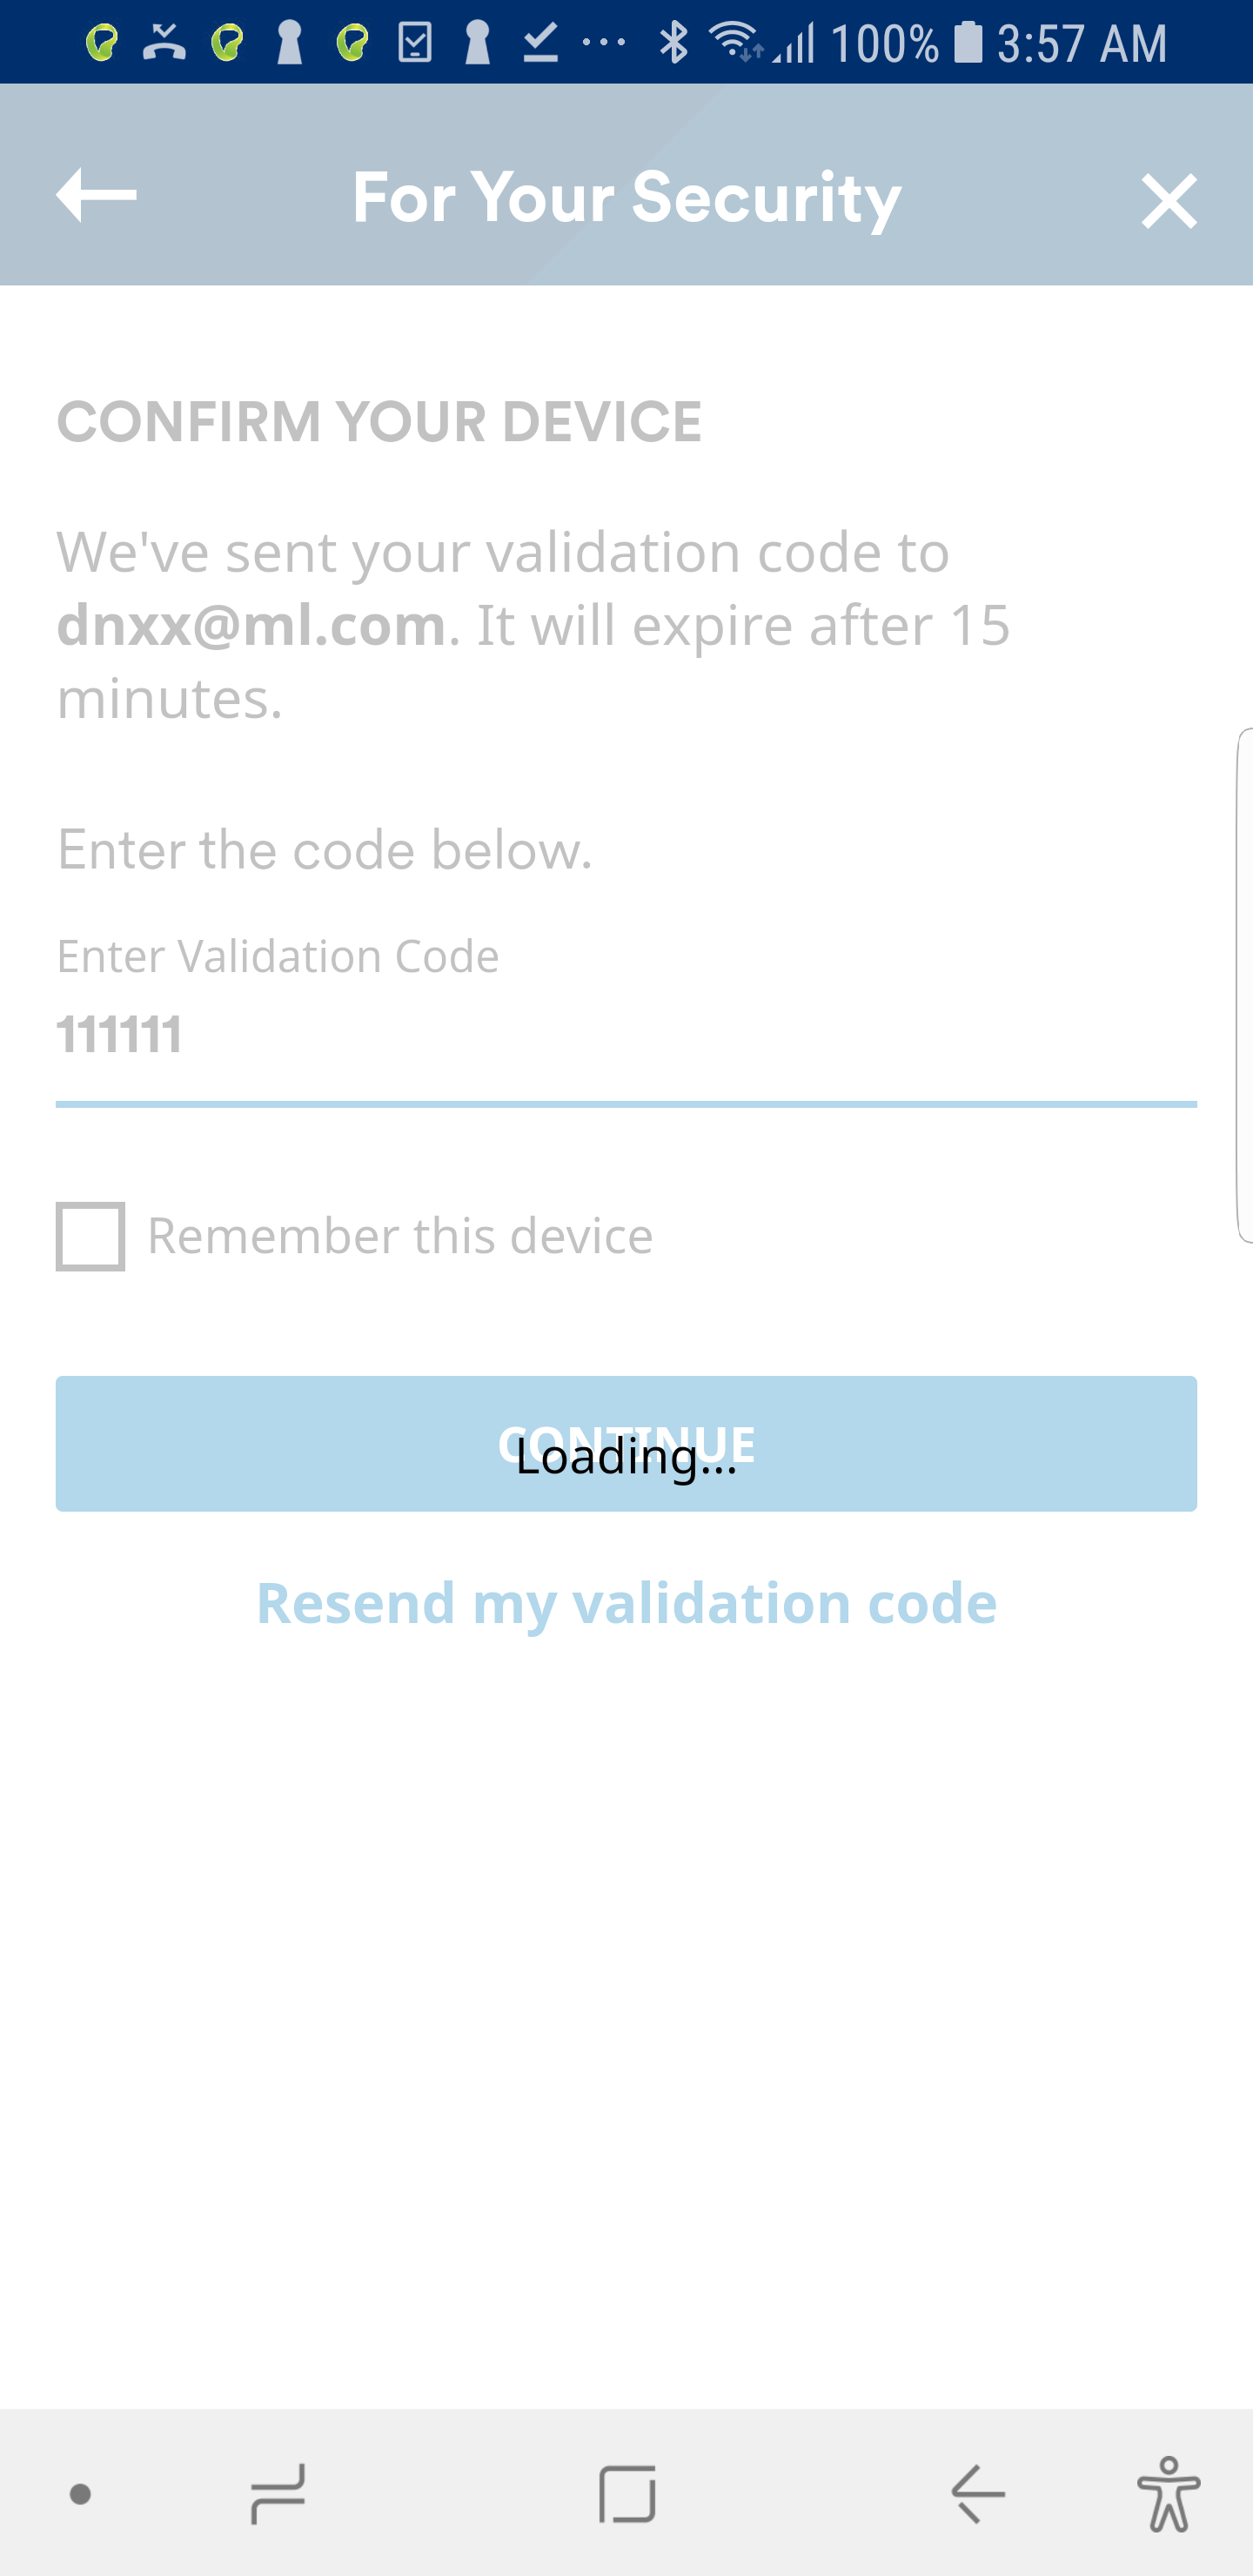 100% 3:57 AM
For Your Security
CONFIRM YOUR DEVICE
We've sent your validation code to
dnxx@ml.com. It will expire after 15
minutes.
Enter the code below.
Enter Validation Code
111111
Remember this device
CONTINUE
Loading...
Resend my validation code